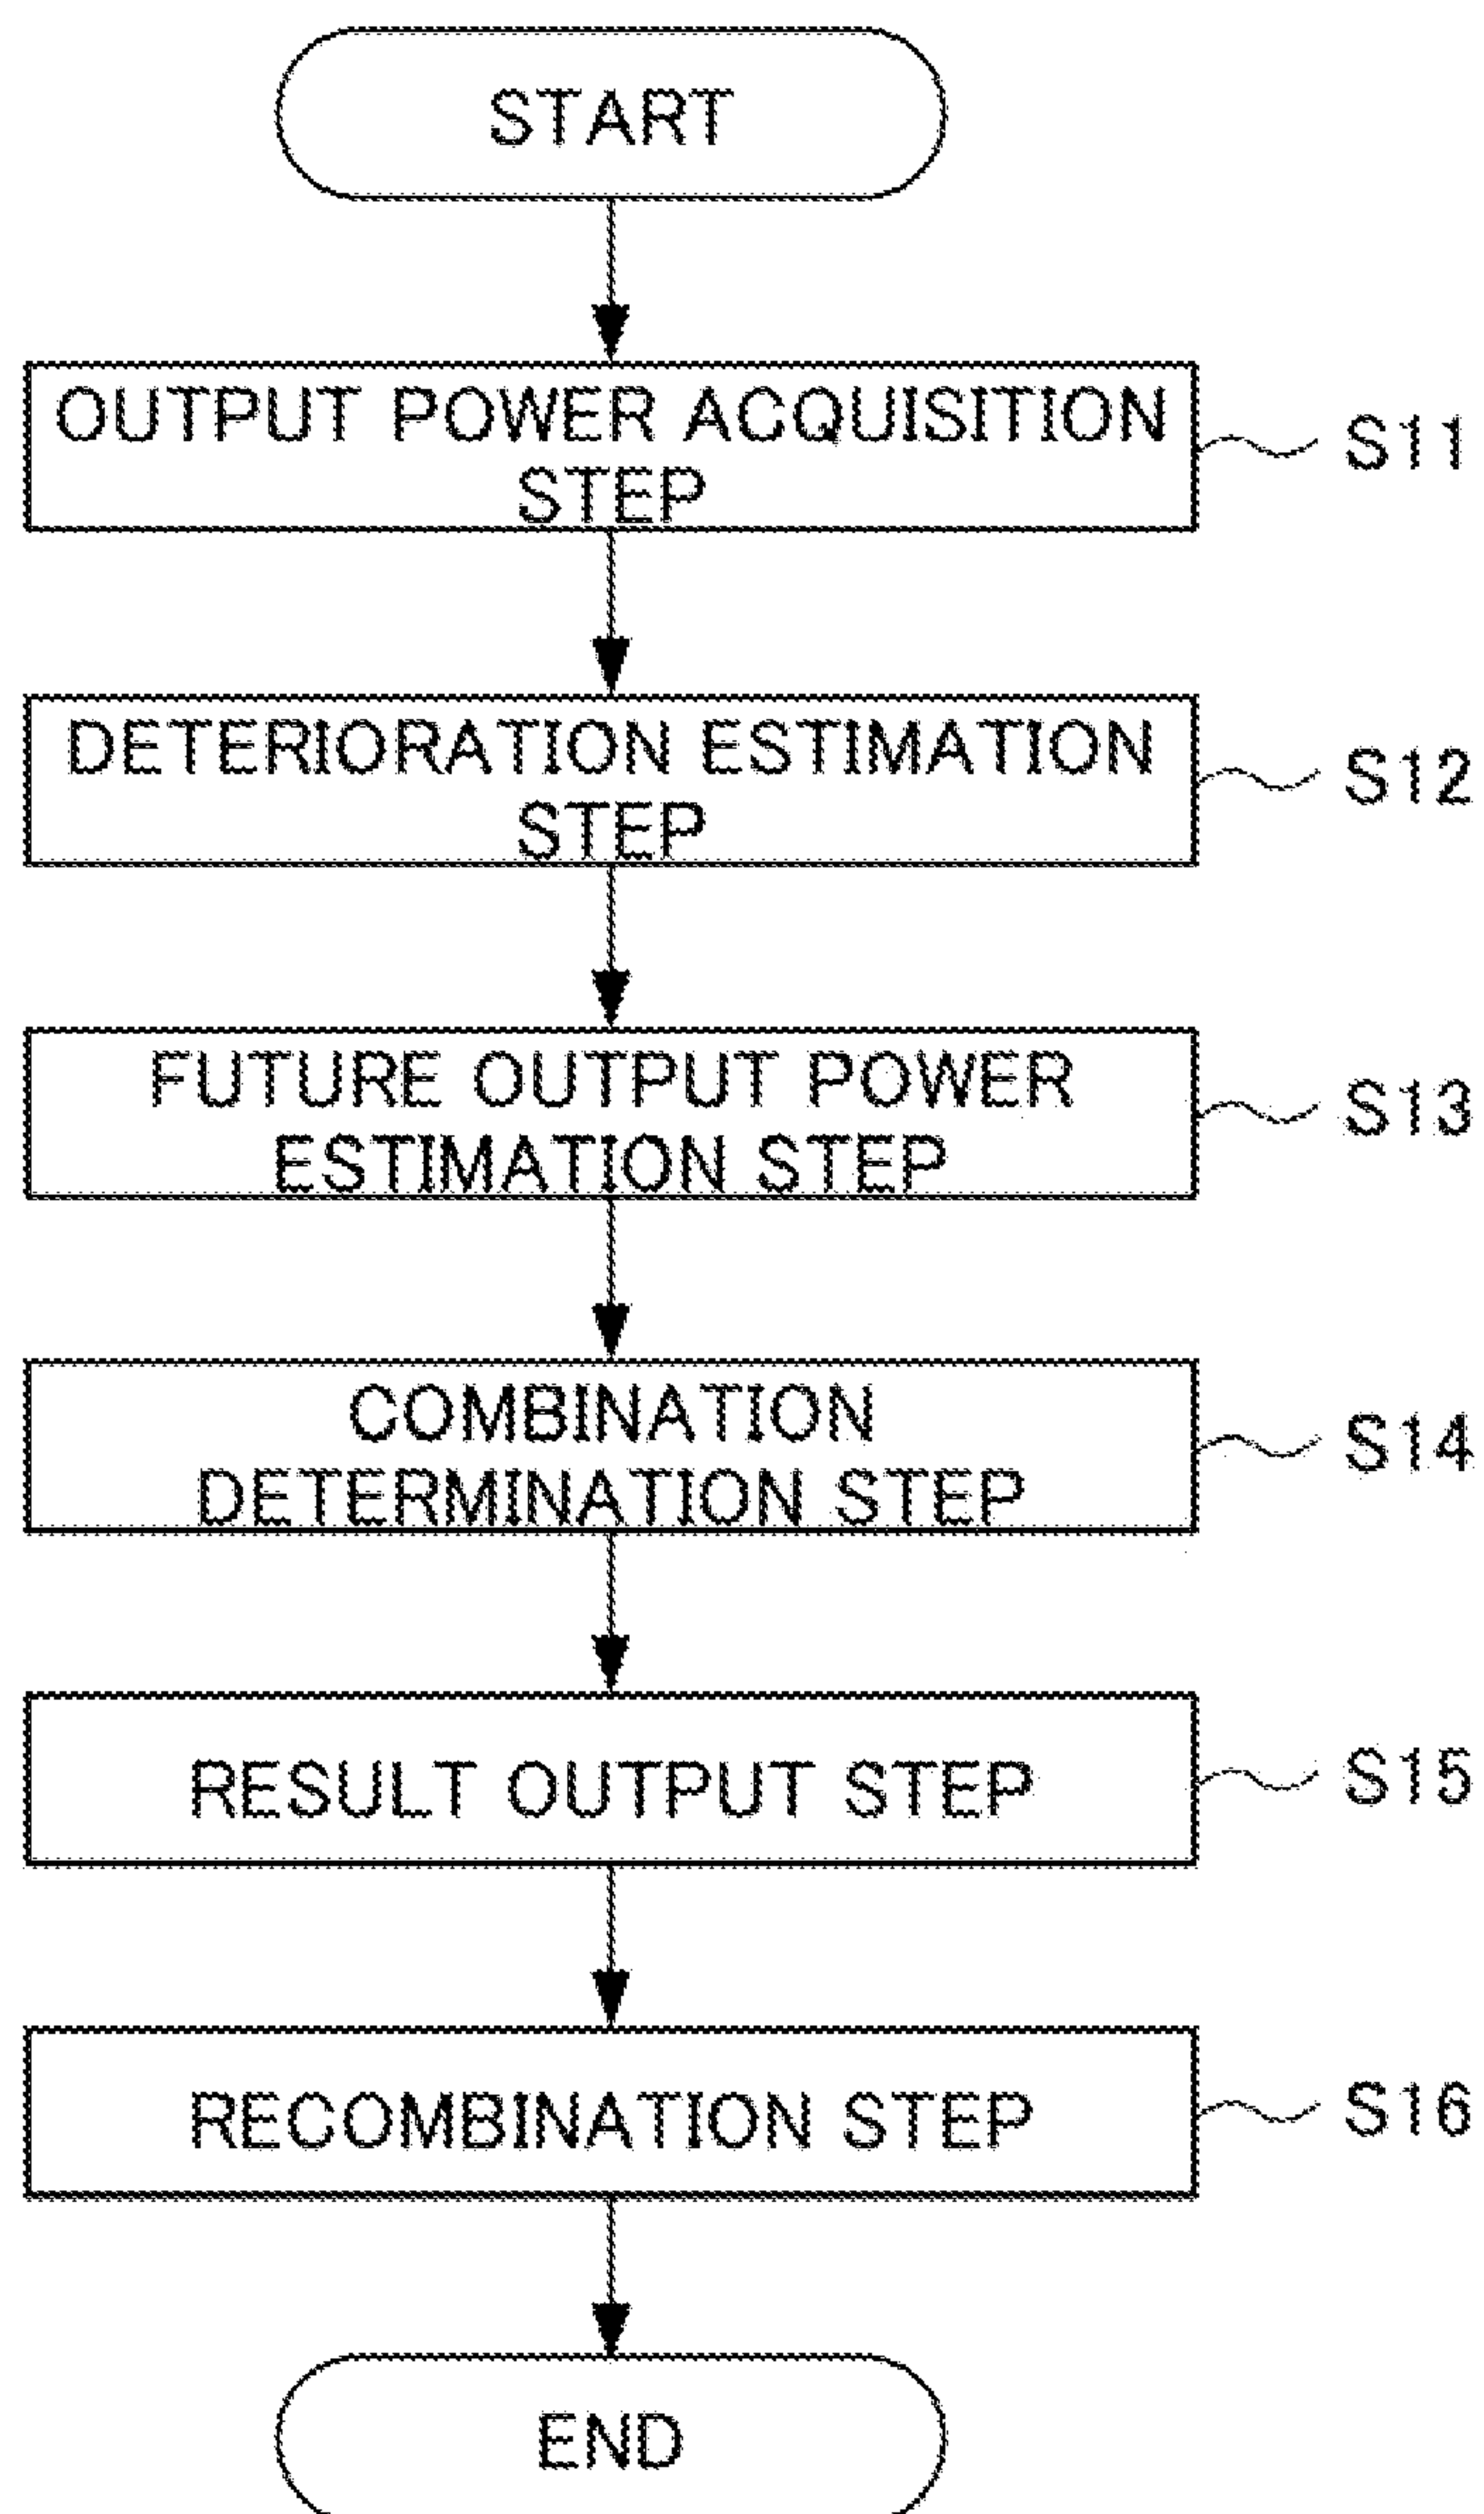 START
OUTPUT POWER ACQUISITION
STEP
S11
DETERIORATION ESTIMATION
STEP
S12
FUTURE OUTPUT POWER
ESTIMATION STEP
S13
COMBINATION
DETERMINATION STEP
S14
RESULT OUTPUT STEP
S15
RECOMBINATION STEP
S16
END